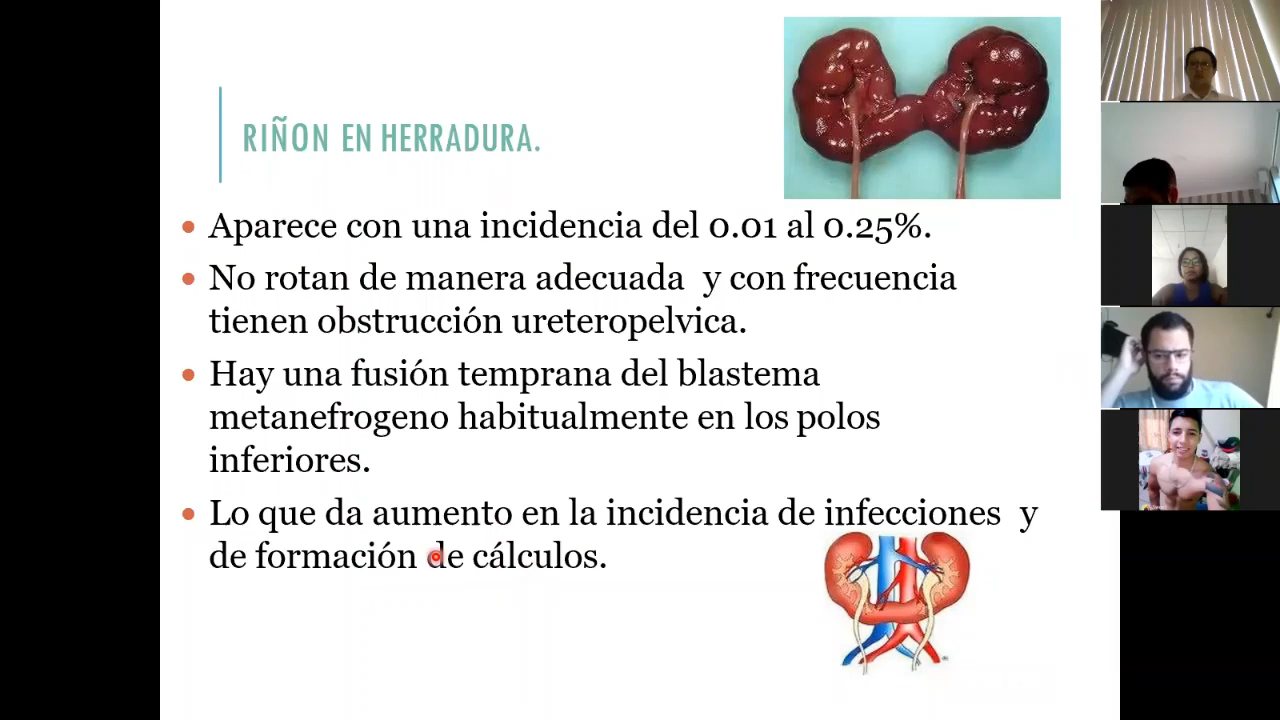 RIÑON EN HERRADURA.
Aparece con una incidencia del 0.01 al 0.25%.
No rotan de manera adecuada y con frecuencia
tienen obstrucción ureteropelvica.
Hay una fusión temprana del blastema
metanefrogeno habitualmente en los polos
inferiores.
Lo que da aumento en la incidencia de infecciones y
de formación de cálculos.